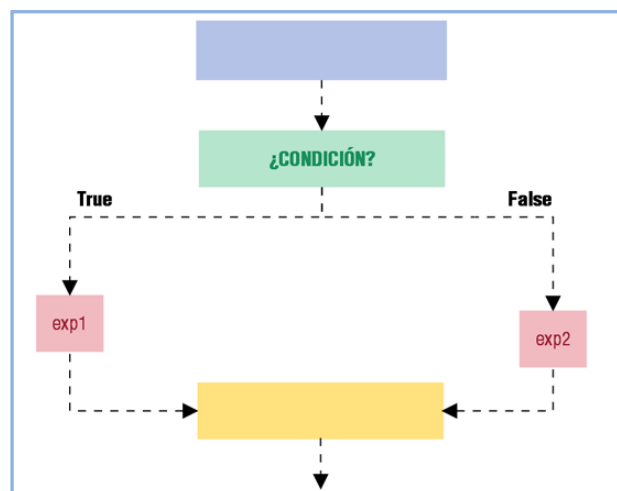 ¿CONDICIÓN?
True
False
exp1
exp2